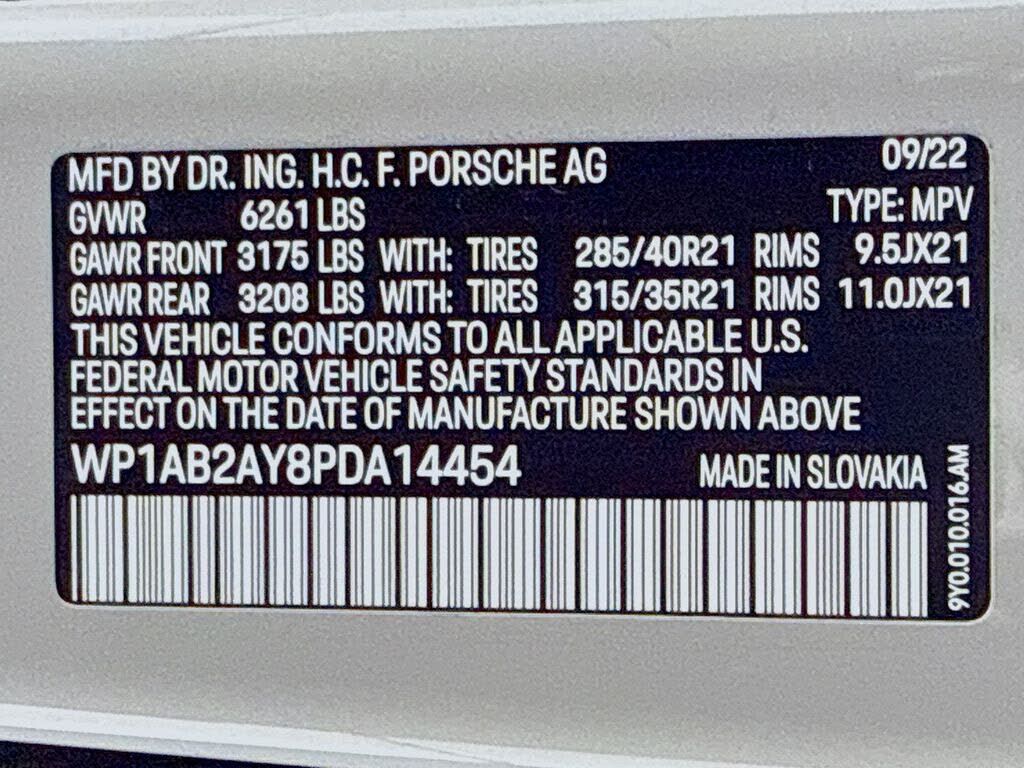 MFD BY DR. ING. H.C. F. PORSCHE AG 09/22
GVWR 6261 LBS TYPE: MPV
GAWR FRONT 3175 LBS WITH: TIRES 285/40R21 RIMS 9.5JX21
GAWR REAR 3208 LBS WITH: TIRES 315/35R21 RIMS 11.0JX21
THIS VEHICLE CONFORMS TO ALL APPLICABLE U.S.
FEDERAL MOTOR VEHICLE SAFETY STANDARDS IN
EFFECT ON THE DATE OF MANUFACTURE SHOWN ABOVE
WP1AB2AY8PDA14454 MADE IN SLOVAKIA
9Y0.010.016.AM